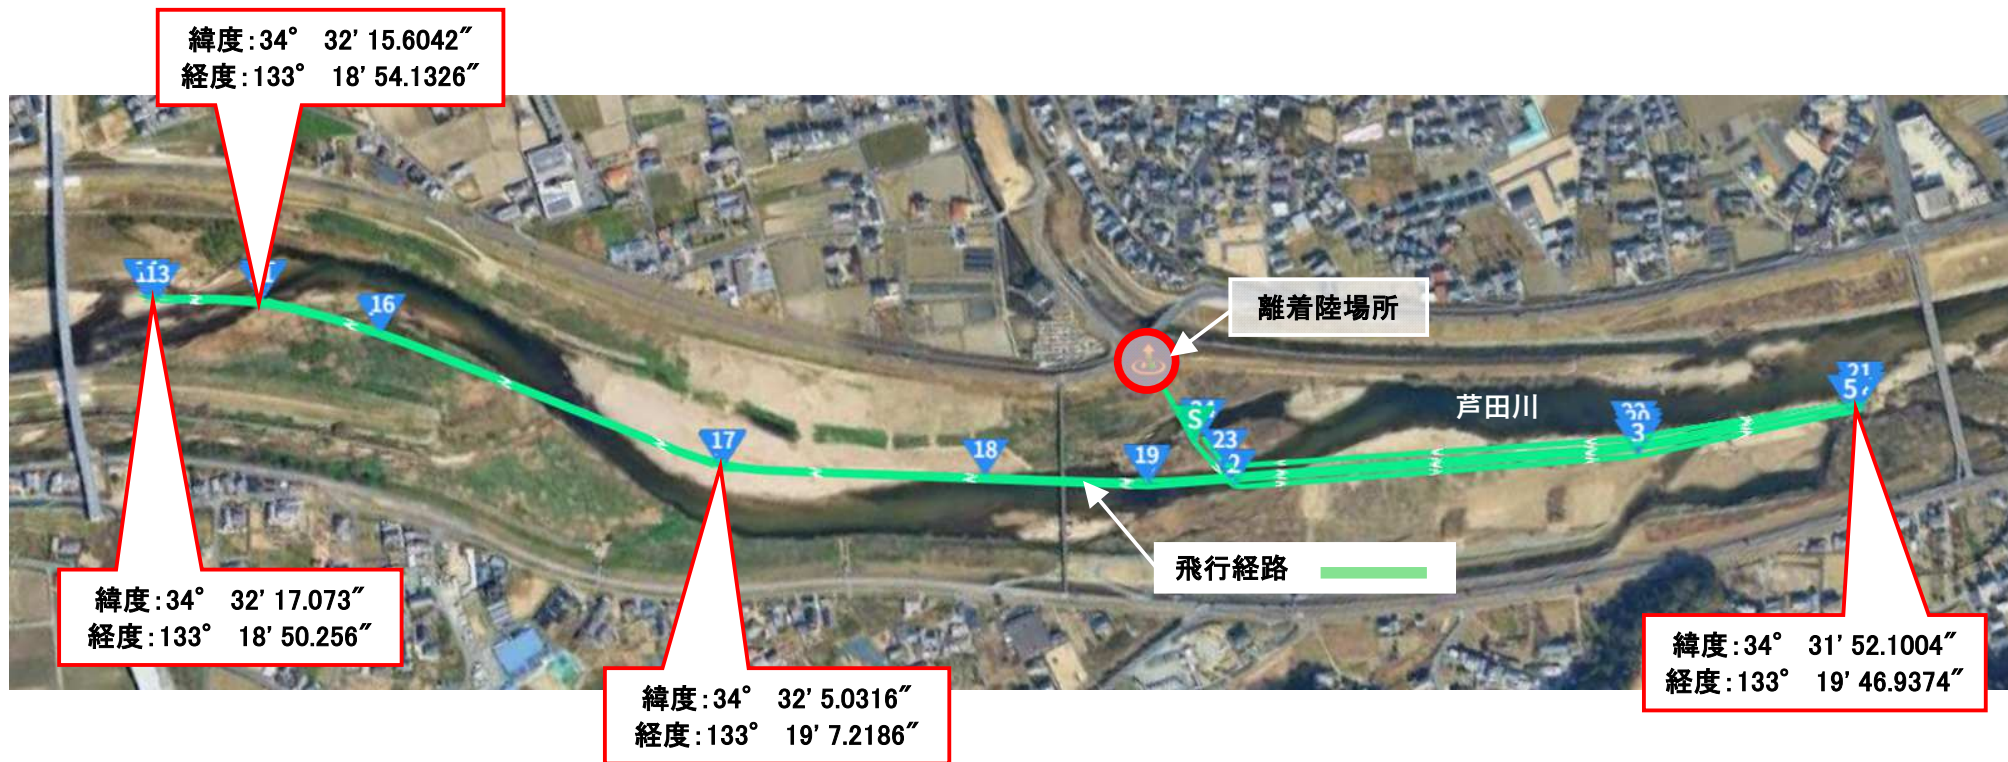 緯度:34° 32' 15.6042″
経度:133° 18' 54.1326″
113
16
離着陸場所
21
5
芦田川
S
20
3
17
18
19
23
2
飛行経路
緯度:34° 32' 17.073″
経度:133° 18' 50.256″
緯度:34° 31' 52.1004″
経度:133° 19' 46.9374″
緯度:34° 32' 5.0316″
経度:133° 19' 7.2186″